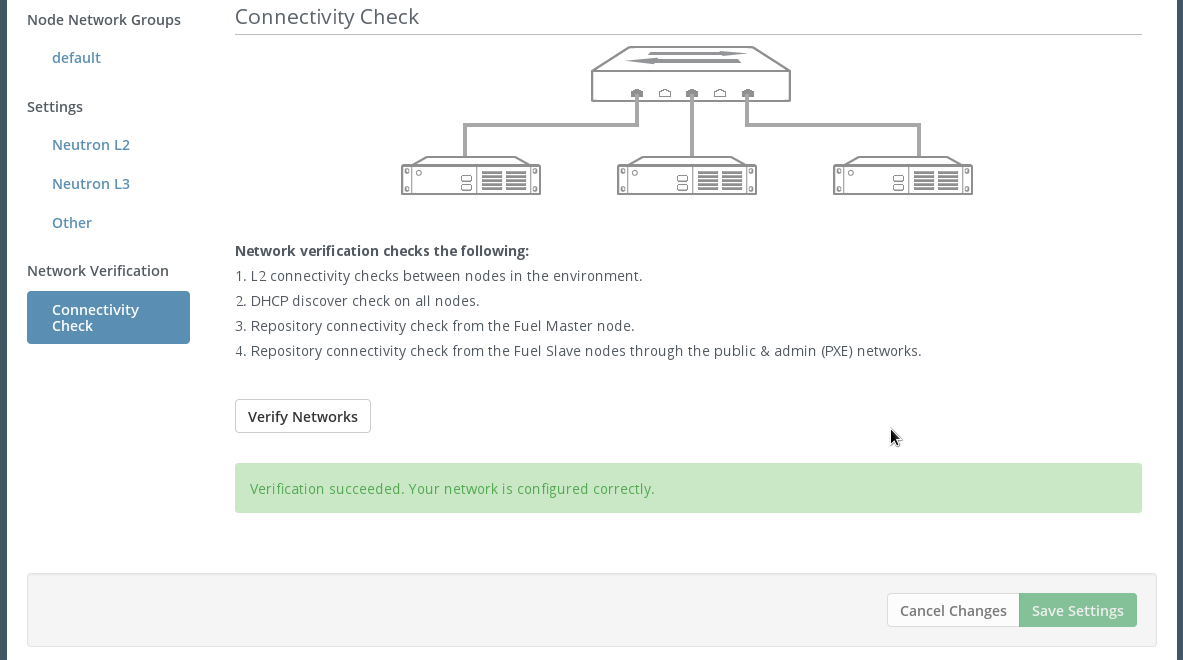 Node Network Groups
default
Settings
Neutron L2
Neutron L3
Other
Network Verification
Connectivity
Check
Connectivity Check
Network verification checks the following:
1. L2 connectivity checks between nodes in the environment.
2. DHCP discover check on all nodes.
3. Repository connectivity check from the Fuel Master node.
4. Repository connectivity check from the Fuel Slave nodes through the public & admin (PXE) networks.
Verify Networks
Verification succeeded. Your network is configured correctly.
Cancel Changes
Save Settings